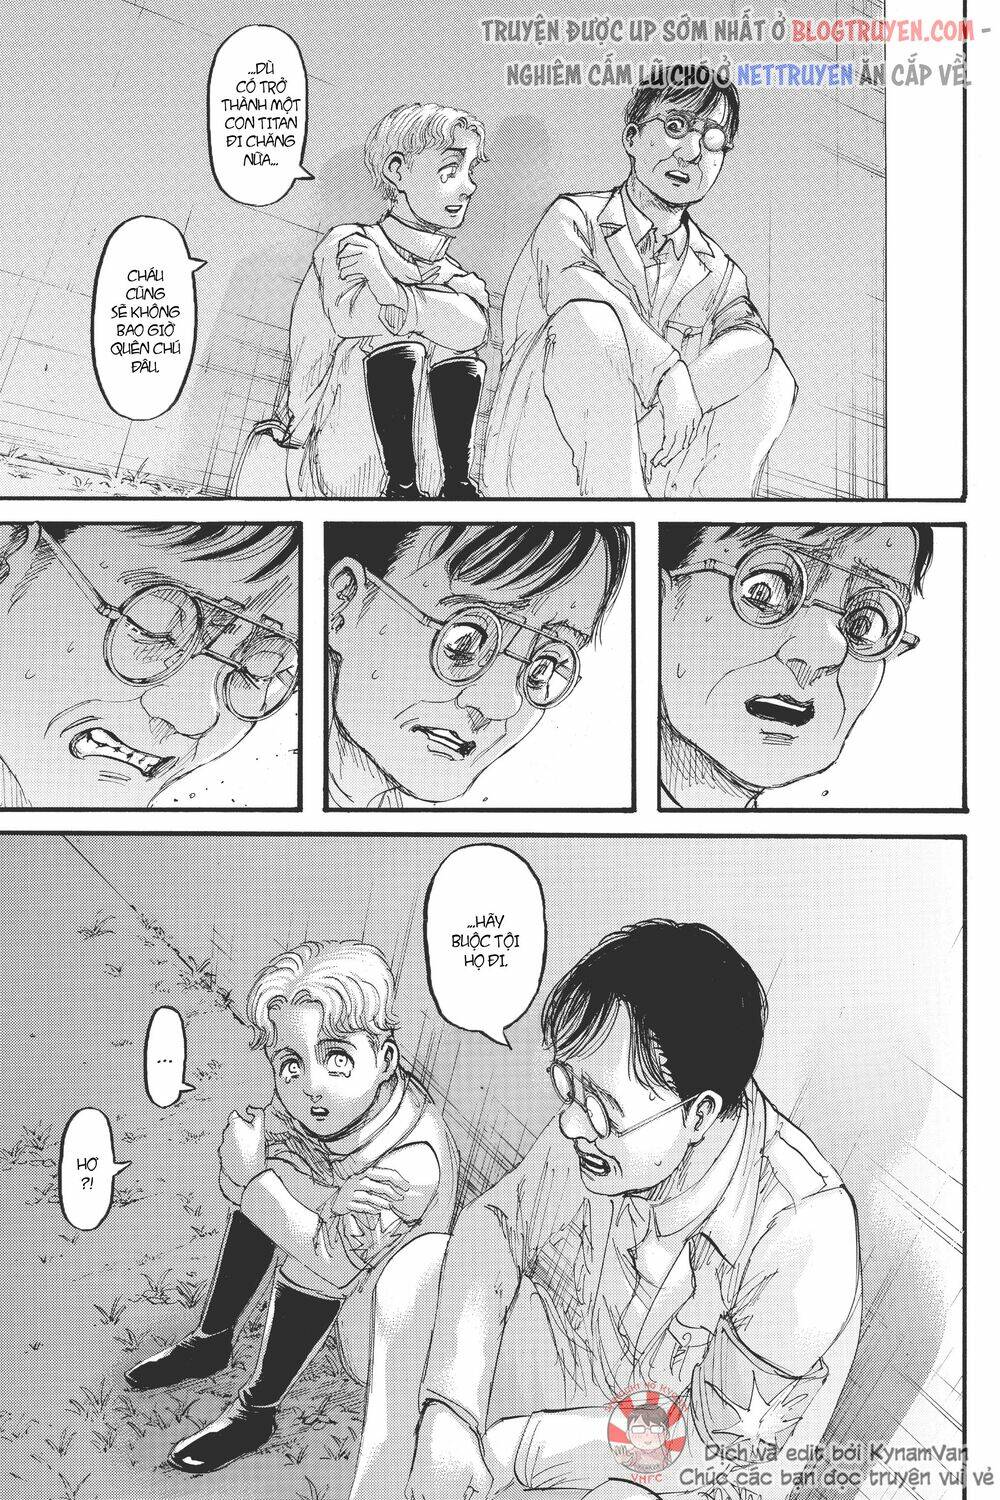 TRUYỆN ĐƯỢC UP SỚM NHẤT Ở BLOGTRUYEN.COM -
NGHIÊM CẤM LŨ CHÓ Ở NETTRUYEN ĂN CẮP VỀ.
...DÙ
CÓ TRỞ
THÀNH MỘT
CON TITAN
ĐI CHĂNG
NỮA...
CHÁU
CŨNG
SẼ KHÔNG
BAO GIỜ
QUÊN CHÚ
ĐÂU.
...HÃY
BUỘC TỘI
HỌ ĐI.
...
HƠ
?!
VMFC
Dịch và edit bởi KynamVan
Chúc các bạn đọc truyện vui vẻ